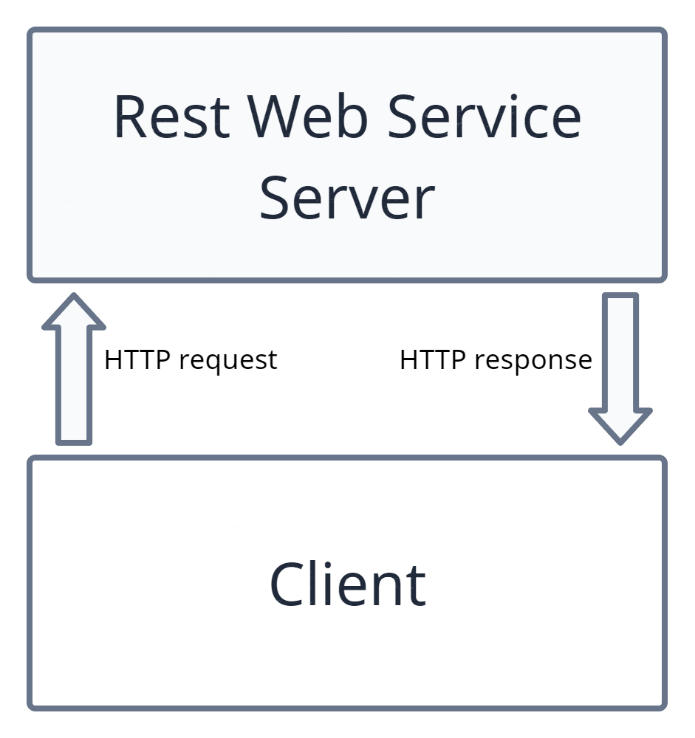 Rest Web Service
Server
HTTP request
HTTP response
Client